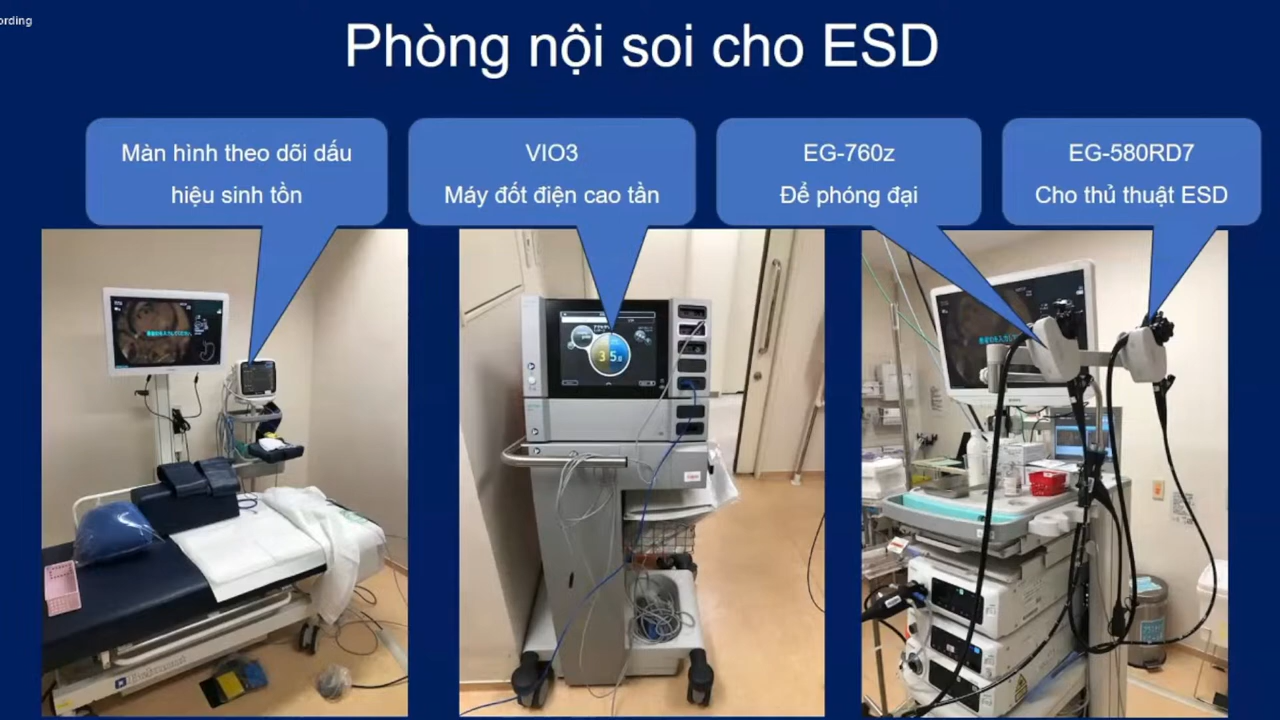 ording
Phòng nội soi cho ESD
Màn hình theo dõi dấu
hiệu sinh tồn
VIO3
Máy đốt điện cao tần
EG-760z
Để phóng đại
EG-580RD7
Cho thủ thuật ESD